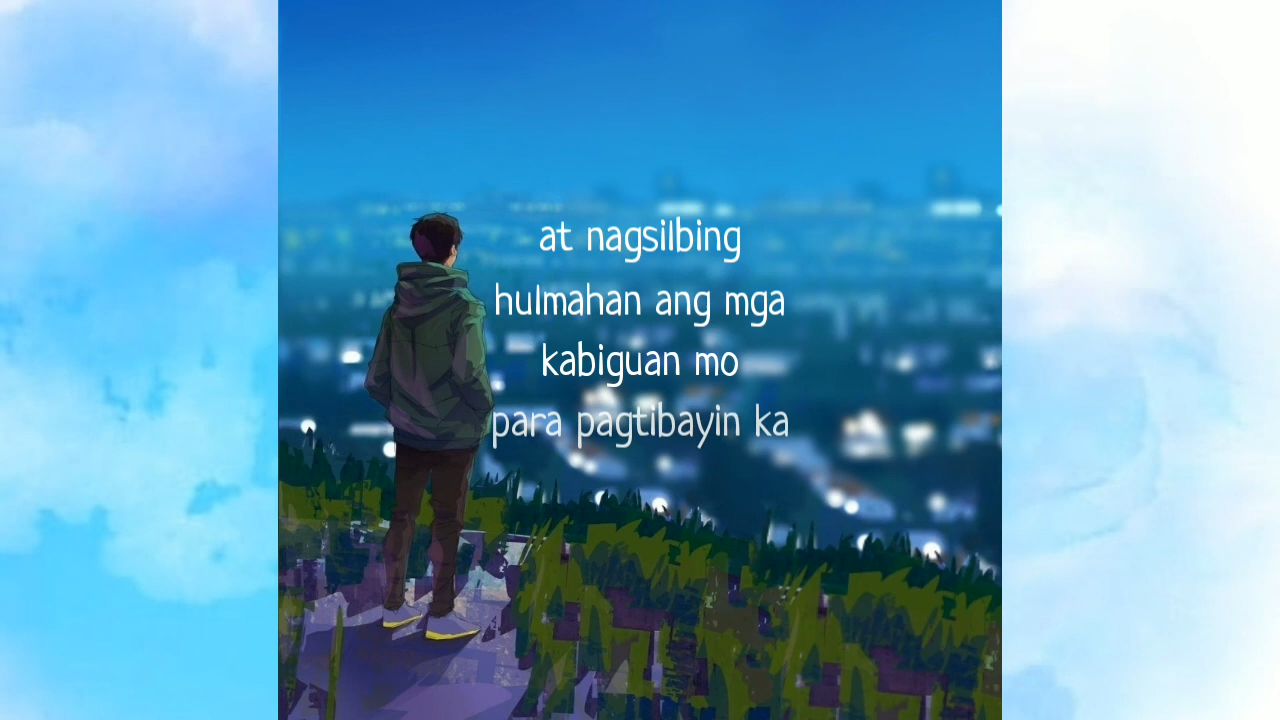 at nagsilbing
hulmahan ang mga
kabiguan mo
para pagtibayin ka